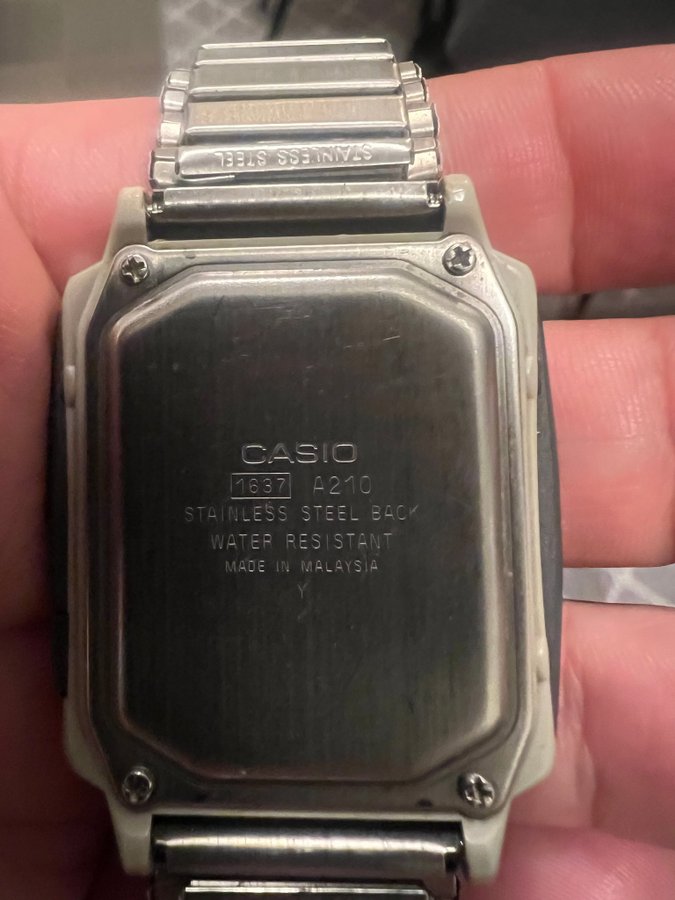 STAINLESS STEEL
CASIO
1637 A210
STAINLESS STEEL BACK
WATER RESISTANT
MADE IN MALAYSIA
Y